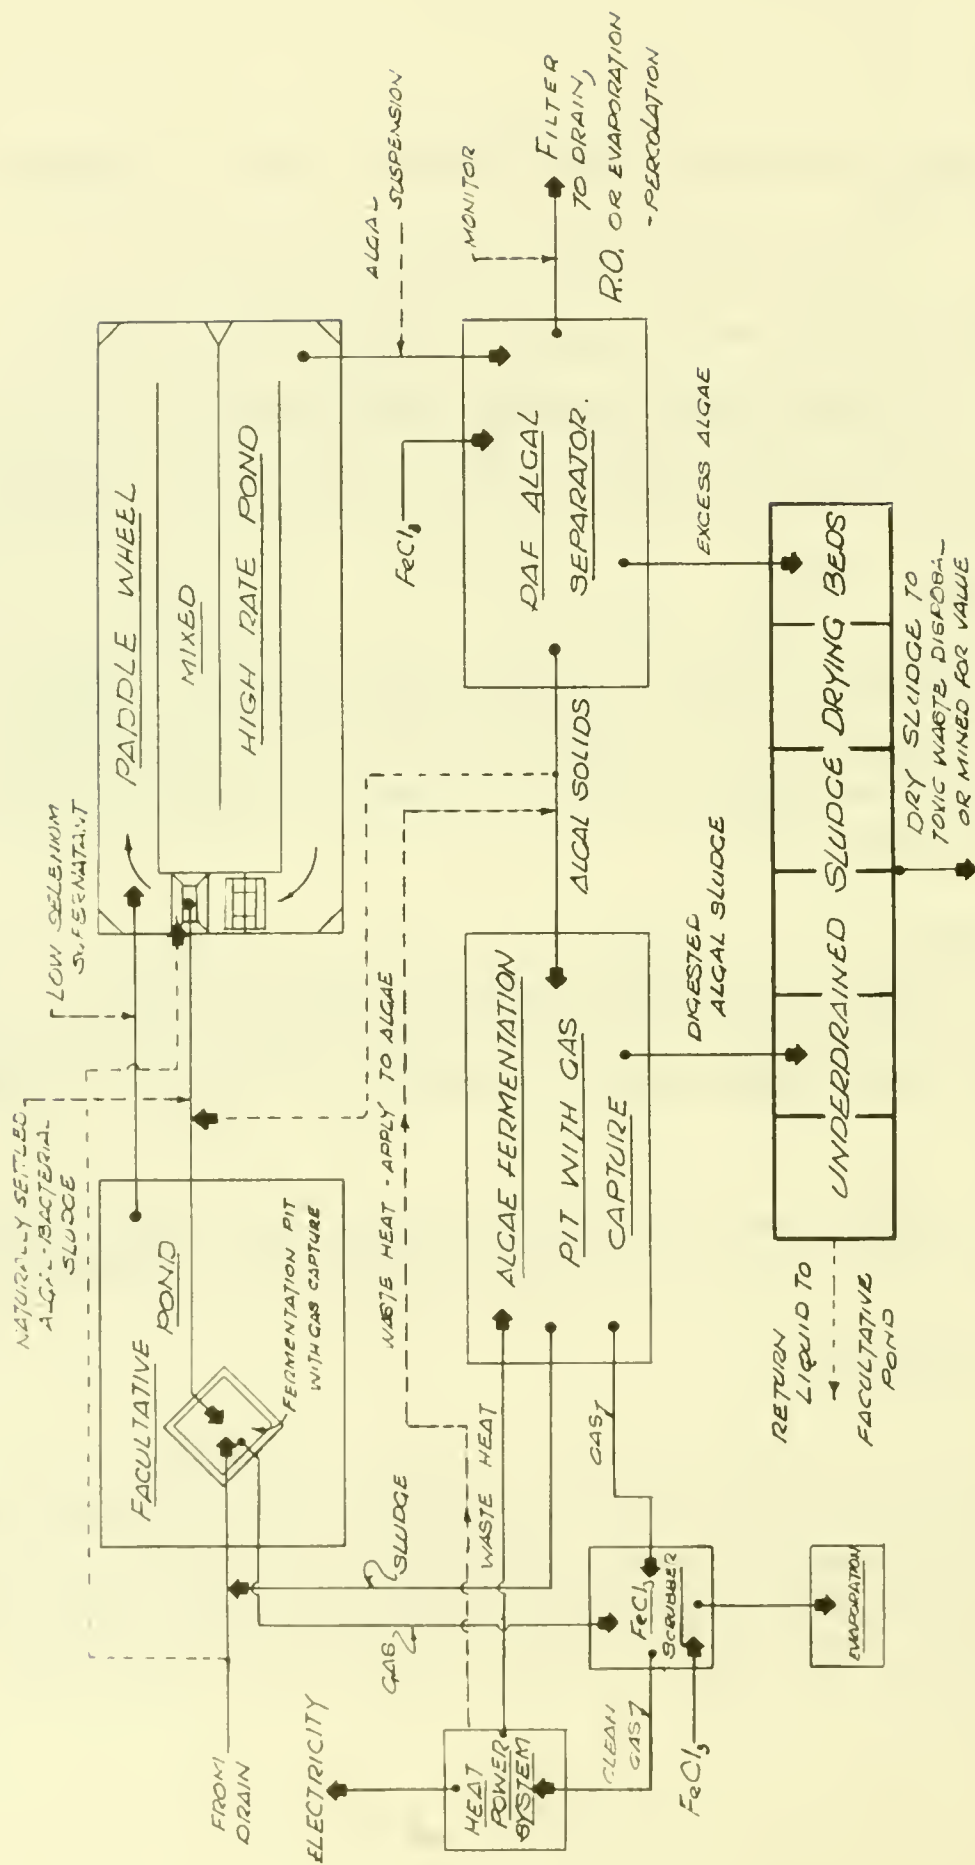 FROM
DRAIN
ELECTRICITY
HEAT
POWER
SYSTEM
CLEAN
GAS
FeCl3
GAS
SLUDGE
WASTE HEAT
FeCl3
SCRUBBER
EVAPORATION
GAS
FACULTATIVE
POND
FERMENTATION PIT
WITH GAS CAPTURE
NATURALLY SETTLED
ALGAL-BACTERIAL
SLUDGE
LOW SELENIUM
SUPERNATANT
PADDLE WHEEL
MIXED
HIGH RATE POND
WASTE HEAT - APPLY TO ALGAE
ALGAE FERMENTATION
PIT WITH GAS
CAPTURE
ALGAL SOLIDS
FeCl3
DAF ALGAL
SEPARATOR.
ALGAL
SUSPENSION
MONITOR
FILTER
TO DRAIN,
R.O. OR EVAPORATION
- PERCOLATION
DIGESTED
ALGAL SLUDGE
EXCESS ALGAE
RETURN
LIQUID TO
FACULTATIVE
POND
UNDERDRAINED SLUDGE DRYING BEDS
DRY SLUDGE TO
TOXIC WASTE DISPOSAL
OR MINED FOR VALUE